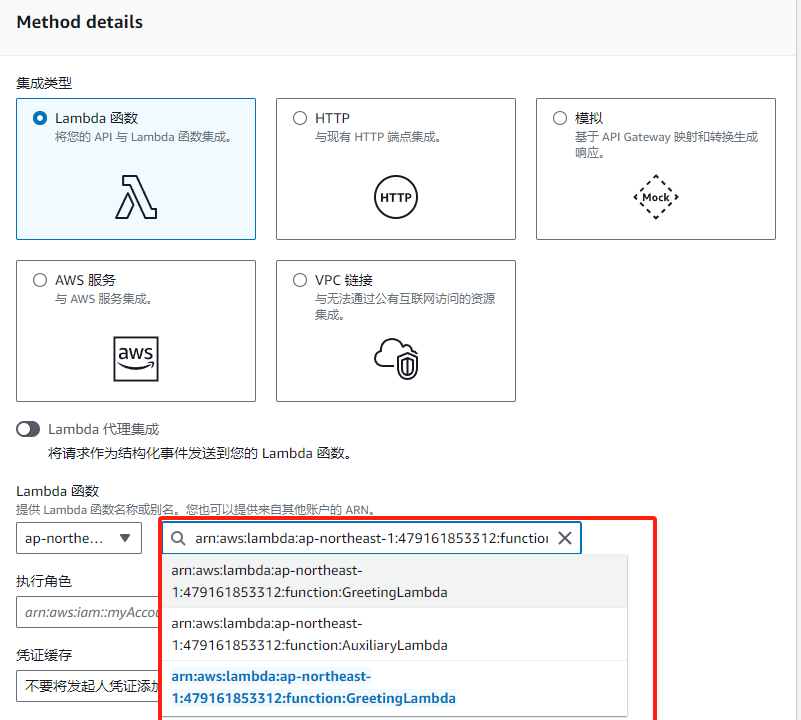 Method details
集成类型
Lambda 函数
将您的 API 与 Lambda 函数集成。
HTTP
与现有 HTTP 端点集成。
HTTP
模拟
基于 API Gateway 映射和转换生成
响应。
Mock
AWS 服务
与 AWS 服务集成。
aws
VPC 链接
与无法通过公有互联网访问的资源
集成。
Lambda 代理集成
将请求作为结构化事件发送到您的 Lambda 函数。
Lambda 函数
提供 Lambda 函数名称或别名。您也可以提供来自其他账户的 ARN。
ap-northe...
arn:aws:lambda:ap-northeast-1:479161853312:function
arn:aws:lambda:ap-northeast-
1:479161853312:function:GreetingLambda
arn:aws:lambda:ap-northeast-
1:479161853312:function:AuxiliaryLambda
arn:aws:lambda:ap-northeast-
1:479161853312:function:GreetingLambda
执行角色
arn:aws:iam::myAccou
凭证缓存
不要将发起人凭证添加